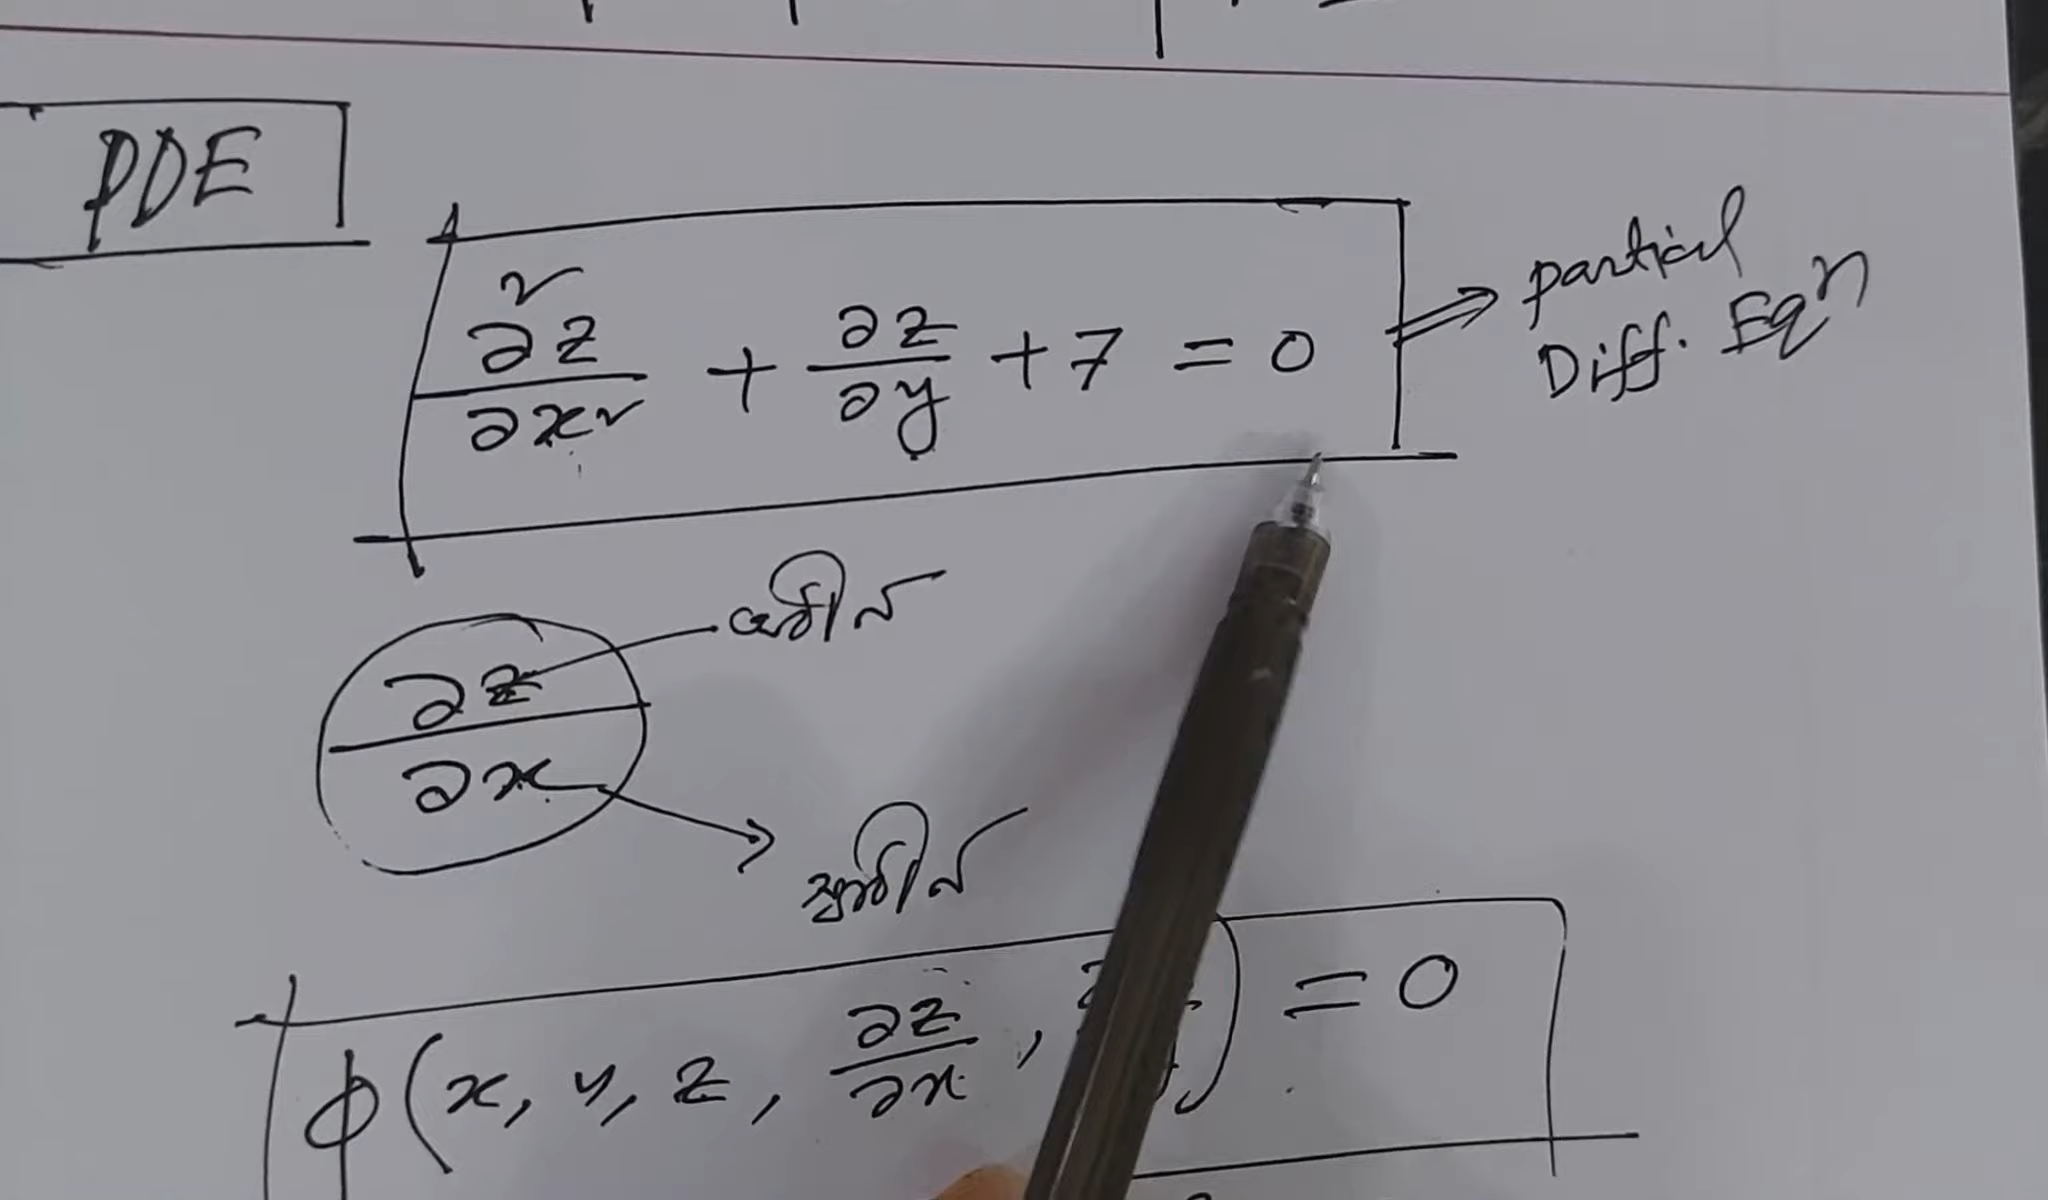 PDE
∂²z/∂x² + ∂z/∂y + 7 = 0 ⇒ partial Diff. Eqⁿ
∂z/∂x
অধীন
স্বাধীন
ϕ(x, y, z, ∂z/∂x, ) = 0